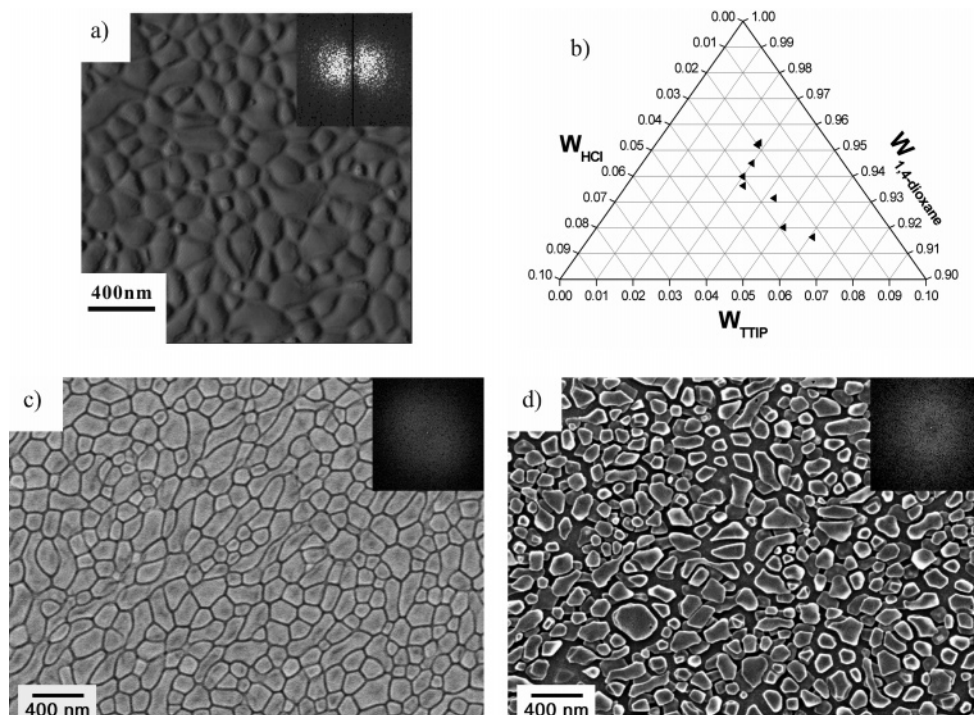 a)
400nm
b)
0.00 1.00
0.01 0.99
0.02 0.98
0.03 0.97
0.04 0.96
0.05 0.95
0.06 0.94
0.07 0.93
0.08 0.92
0.09 0.91
0.10 0.90
W HCl
W 1,4-dioxane
0.00 0.01 0.02 0.03 0.04 0.05 0.06 0.07 0.08 0.09 0.10
W TTIP
c)
400 nm
d)
400 nm